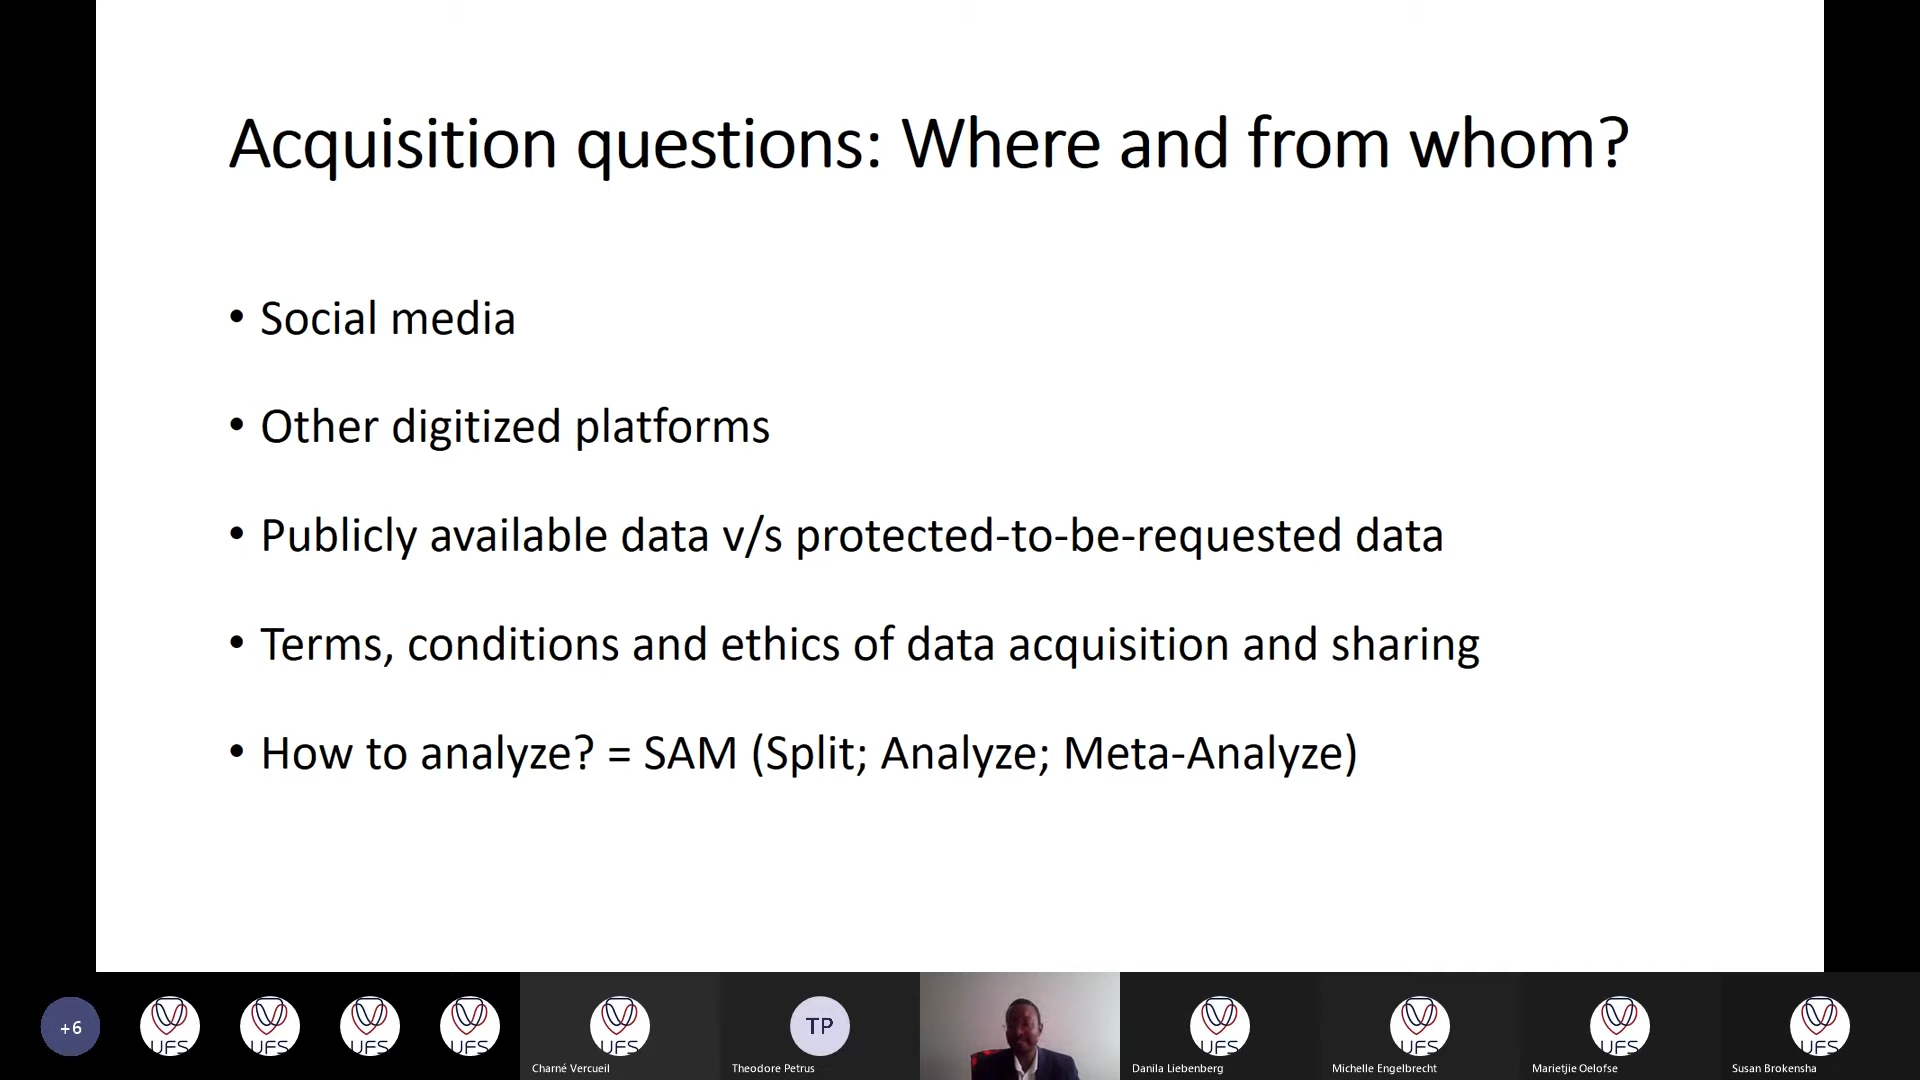 Acquisition questions: Where and from whom?
• Social media
• Other digitized platforms
• Publicly available data v/s protected-to-be-requested data
• Terms, conditions and ethics of data acquisition and sharing
• How to analyze? = SAM (Split; Analyze; Meta-Analyze)
+6
UFS
UFS
UFS
UFS
UFS
Charné Vercueil
TP
Theodore Petrus
UFS
Danila Liebenberg
UFS
Michelle Engelbrecht
UFS
Marietjie Oelofse
UFS
Susan Brokensha